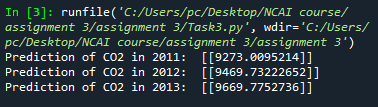 In [3]: runfile('C:/Users/pc/Desktop/NCAI course/
assignment 3/assignment 3/Task3.py', wdir='C:/Users/
pc/Desktop/NCAI course/assignment 3/assignment 3')
Prediction of CO2 in 2011:  [[9273.0095214]]
Prediction of CO2 in 2012:  [[9469.73222652]]
Prediction of CO2 in 2013:  [[9669.7752736]]